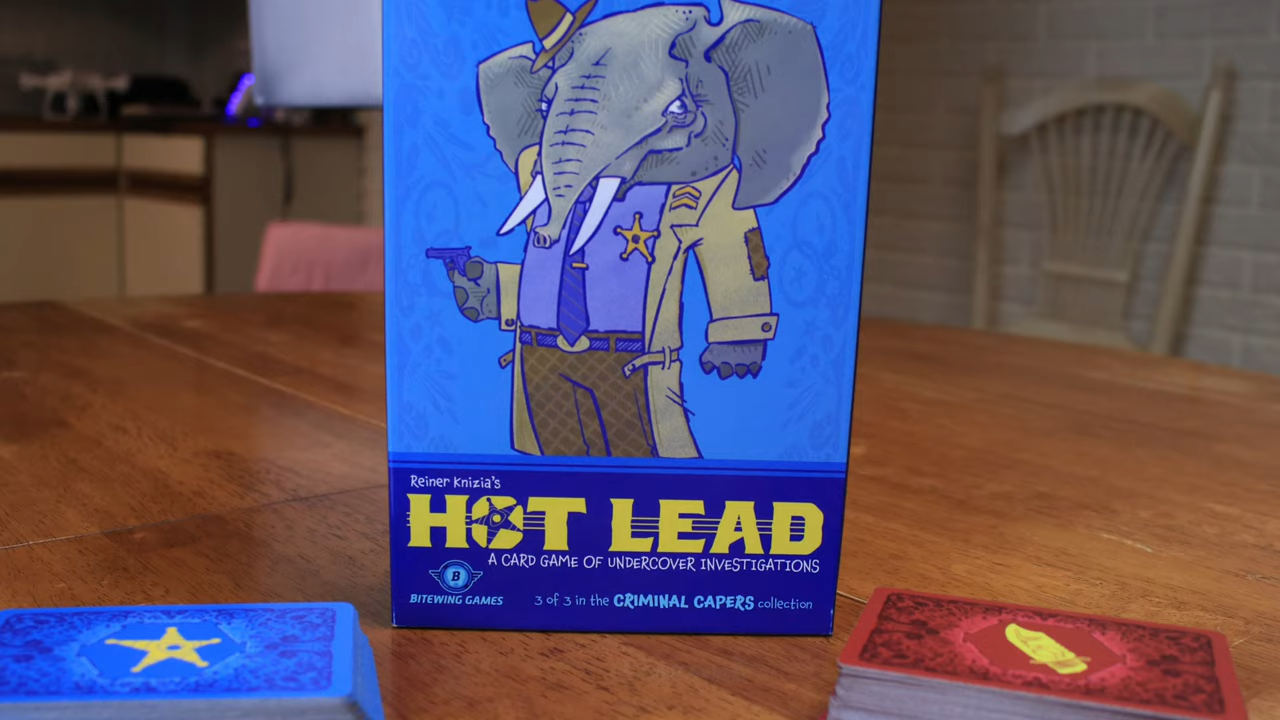 Reiner Knizia's
HOT LEAD
A CARD GAME OF UNDERCOVER INVESTIGATIONS
B
BITEWING GAMES
3 of 3 in the CRIMINAL CAPERS collection